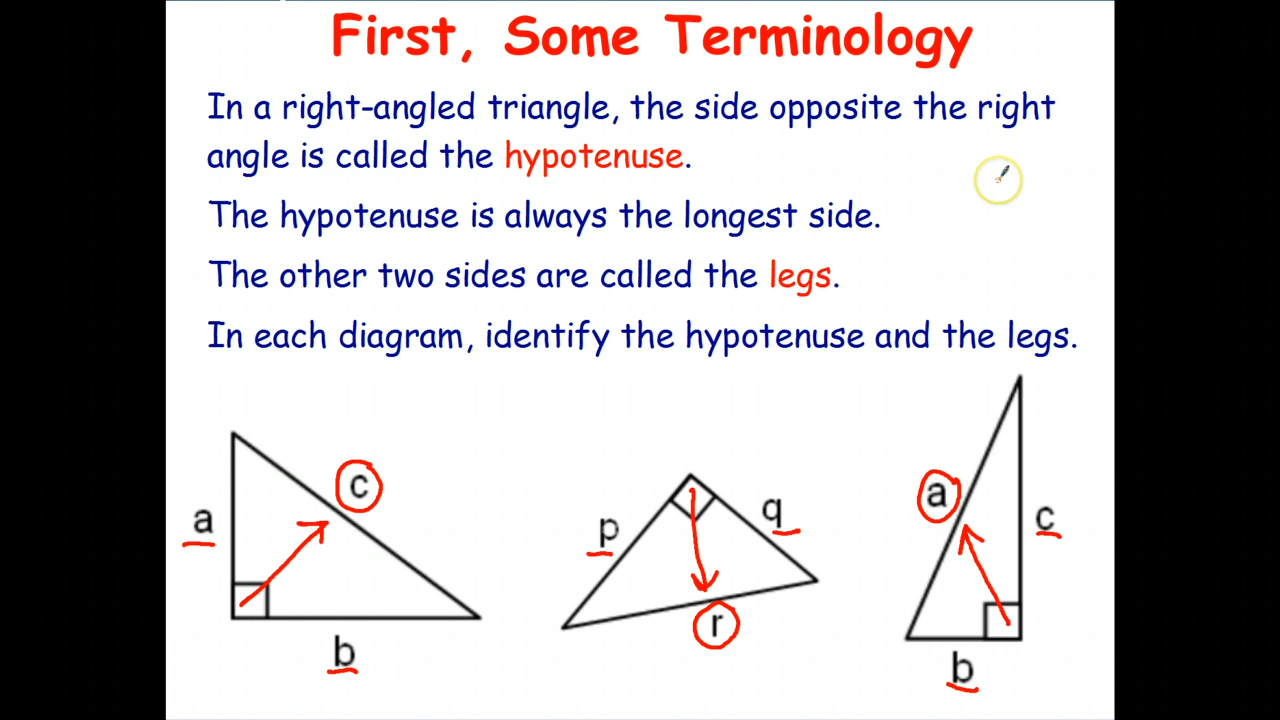 First, Some Terminology
In a right-angled triangle, the side opposite the right
angle is called the hypotenuse.
The hypotenuse is always the longest side.
The other two sides are called the legs.
In each diagram, identify the hypotenuse and the legs.
a
c
b
p
q
r
a
c
b